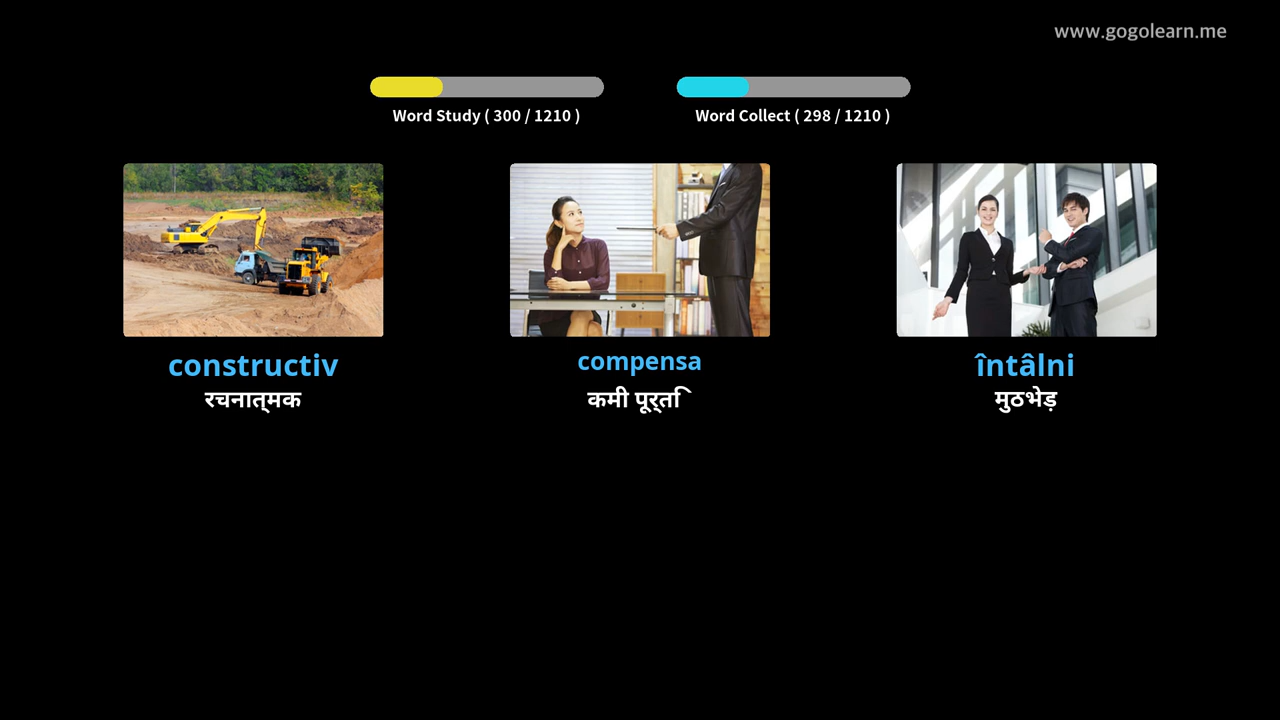 www.gogolearn.me
Word Study ( 300 / 1210 )
Word Collect ( 298 / 1210 )
constructiv
compensa
întâlni
रचनात्मक
कमी पूर्ति
मुठभेड़